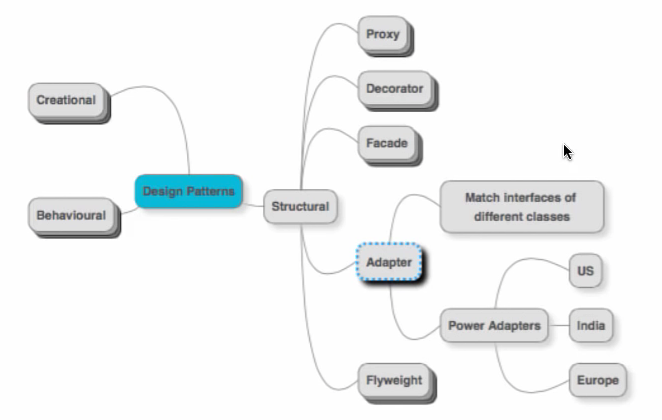 Proxy
Decorator
Creational
Facade
Design Patterns
Match interfaces of
different classes
Structural
Behavioural
Adapter
US
Power Adapters
India
Flyweight
Europe